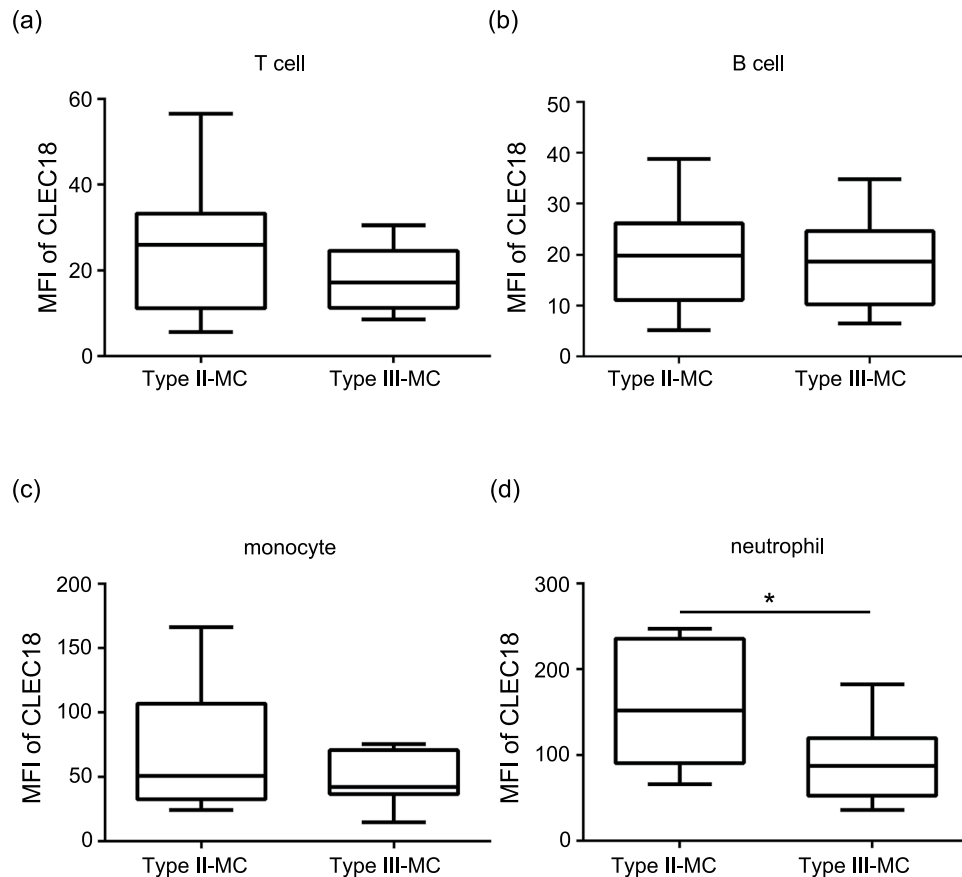 (a)
T cell
MFI of CLEC18
60
40
20
0
Type II-MC
Type III-MC
(b)
B cell
MFI of CLEC18
50
40
30
20
10
0
Type II-MC
Type III-MC
(c)
monocyte
MFI of CLEC18
200
150
100
50
0
Type II-MC
Type III-MC
(d)
neutrophil
MFI of CLEC18
300
200
100
0
*
Type II-MC
Type III-MC